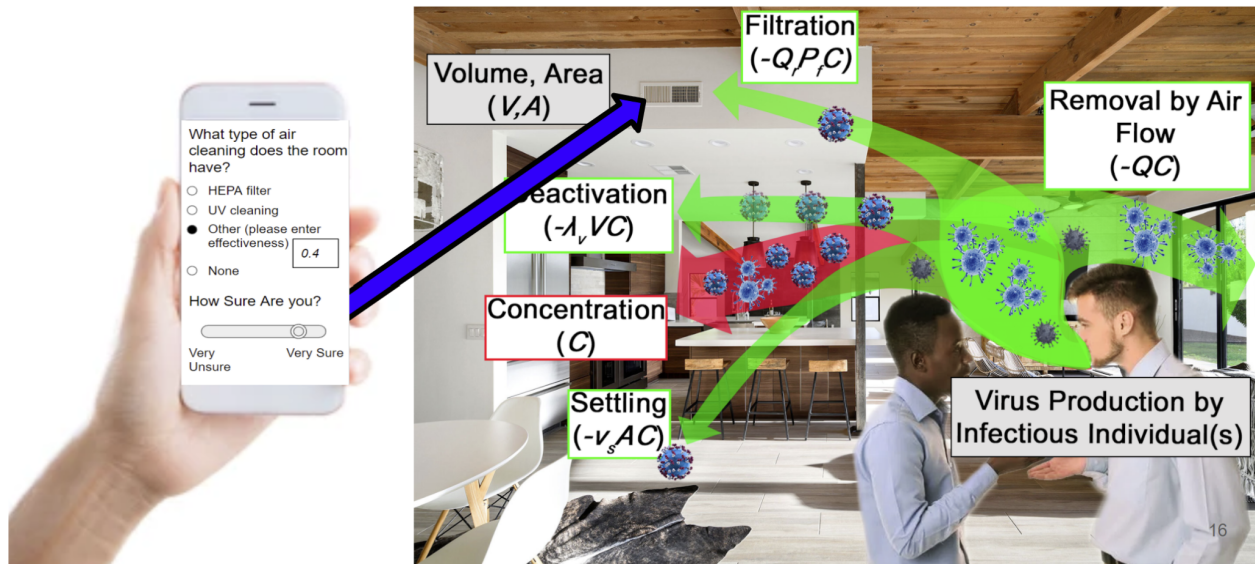 What type of air
cleaning does the room
have?
HEPA filter
UV cleaning
Other (please enter
effectiveness)
0.4
None
How Sure Are you?
Very
Unsure
Very Sure
Volume, Area
(V,A)
Filtration
(-QfPfC)
Removal by Air
Flow
(-QC)
eactivation
(-λvVC)
Concentration
(C)
Settling
(-vsAC)
Virus Production by
Infectious Individual(s)
16